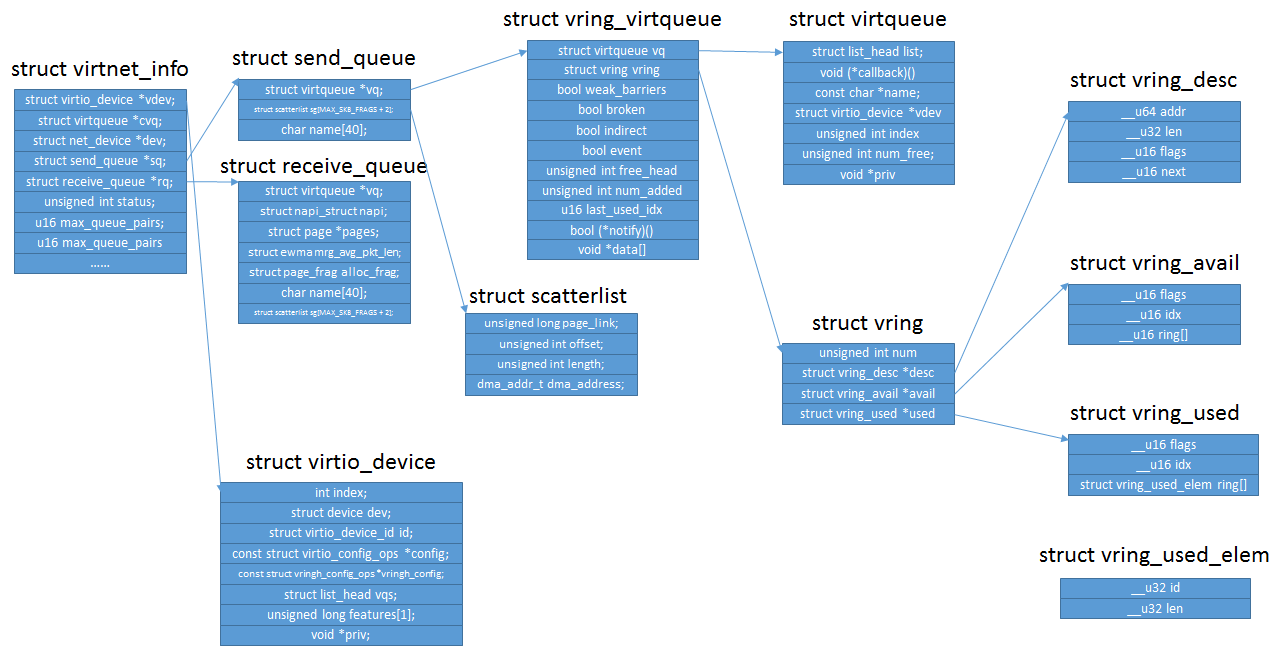 struct virtnet_info
struct virtio_device *vdev;
struct virtqueue *cvq;
struct net_device *dev;
struct send_queue *sq;
struct receive_queue *rq;
unsigned int status;
u16 max_queue_pairs;
u16 max_queue_pairs
......
struct send_queue
struct virtqueue *vq;
struct scatterlist sg[MAX_SKB_FRAGS + 2];
char name[40];
struct receive_queue
struct virtqueue *vq;
struct napi_struct napi;
struct page *pages;
struct ewma mrg_avg_pkt_len;
struct page_frag alloc_frag;
char name[40];
struct scatterlist sg[MAX_SKB_FRAGS + 2];
struct virtio_device
int index;
struct device dev;
struct virtio_device_id id;
const struct virtio_config_ops *config;
const struct vringh_config_ops *vringh_config;
struct list_head vqs;
unsigned long features[1];
void *priv;
struct vring_virtqueue
struct virtqueue vq
struct vring vring
bool weak_barriers
bool broken
bool indirect
bool event
unsigned int free_head
unsigned int num_added
u16 last_used_idx
bool (*notify)()
void *data[]
struct scatterlist
unsigned long page_link;
unsigned int offset;
unsigned int length;
dma_addr_t dma_address;
struct virtqueue
struct list_head list;
void (*callback)()
const char *name;
struct virtio_device *vdev
unsigned int index
unsigned int num_free;
void *priv
struct vring
unsigned int num
struct vring_desc *desc
struct vring_avail *avail
struct vring_used *used
struct vring_desc
__u64 addr
__u32 len
__u16 flags
__u16 next
struct vring_avail
__u16 flags
__u16 idx
__u16 ring[]
struct vring_used
__u16 flags
__u16 idx
struct vring_used_elem ring[]
struct vring_used_elem
__u32 id
__u32 len